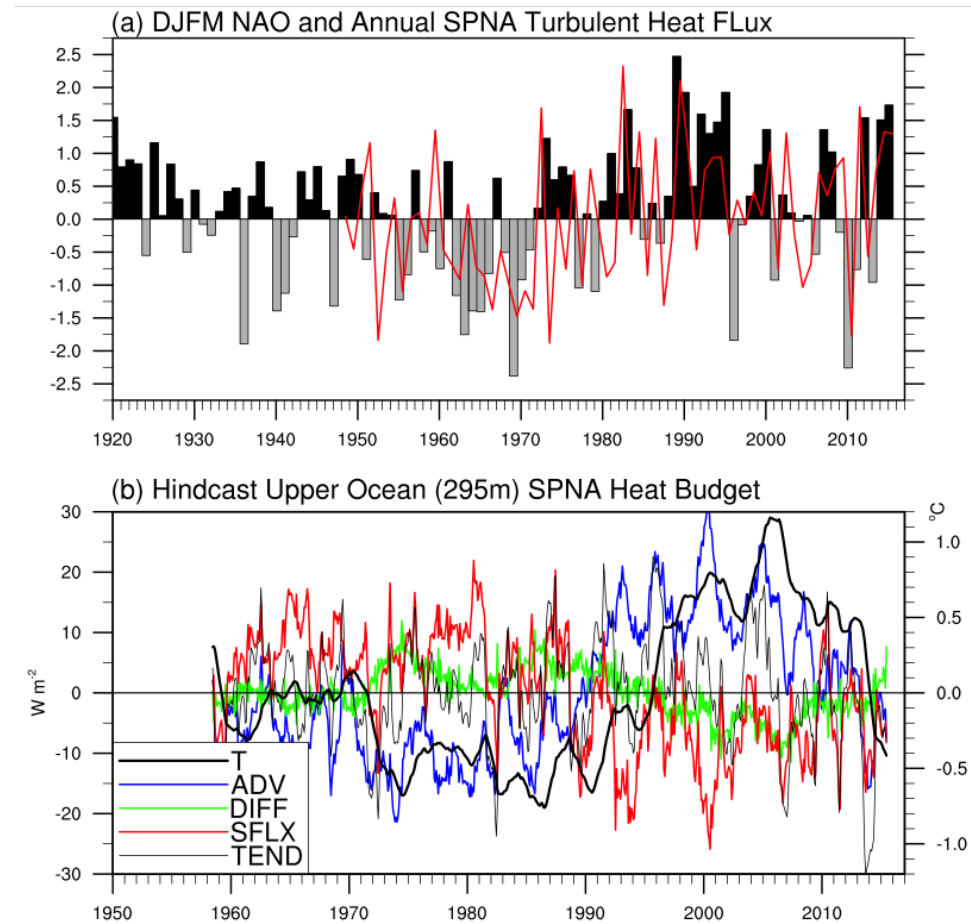 (a) DJFM NAO and Annual SPNA Turbulent Heat FLux
2.5
2.0
1.5
1.0
0.5
0.0
-0.5
-1.0
-1.5
-2.0
-2.5
1920 1930 1940 1950 1960 1970 1980 1990 2000 2010
(b) Hindcast Upper Ocean (295m) SPNA Heat Budget
30
20
10
0
-10
-20
-30
W m⁻²
°C
1.0
0.5
0.0
-0.5
-1.0
T
ADV
DIFF
SFLX
TEND
1950 1960 1970 1980 1990 2000 2010